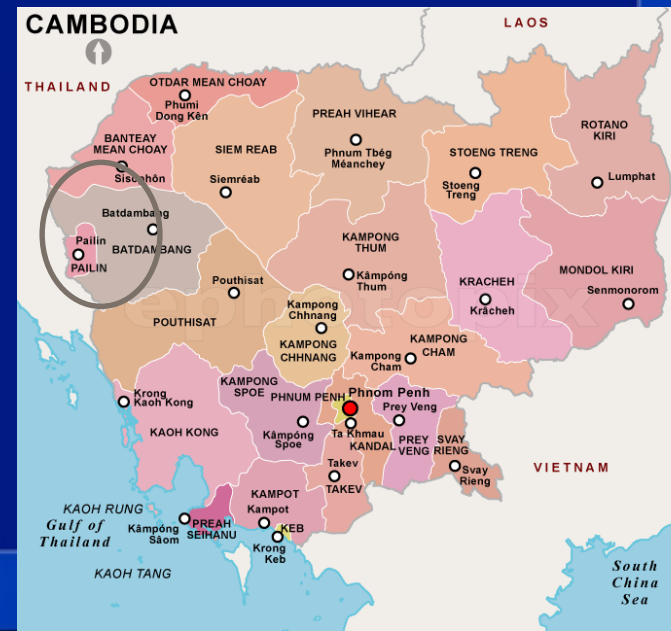 CAMBODIA
LAOS
THAILAND
OTDAR MEAN CHOAY
Phumi
Dong Kên
PREAH VIHEAR
Phnum Tbég
Méanchey
ROTANO
KIRI
BANTEAY
MEAN CHOAY
SIEM REAB
STOENG TRENG
Sisophôn
Siemréab
Stoeng
Treng
Lumphat
Batdambang
BATDAMBANG
Pailin
PAILIN
KAMPONG
THUM
Kâmpóng
Thum
KRACHEH
Krâcheh
MONDOL KIRI
Senmonorom
Pouthisat
POUTHISAT
Kampong
Chhnang
KAMPONG
CHHNANG
ephotopix
KAMPONG
CHAM
Kampong
Cham
KAMPONG
SPOE
PHNUM PENH
Phnom Penh
Krong
Kaoh Kong
KAOH KONG
Kâmpóng
Spoe
Ta Khmau
KANDAL
Prey Veng
PREY
VENG
SVAY
RIENG
Svay
Rieng
Takev
TAKEV
VIETNAM
KAMPOT
Kampot
KAOH RUNG
Gulf of
Thailand
Kâmpóng
Sâom
PREAH
SEIHANU
KEB
Krong
Keb
KAOH TANG
South
China
Sea